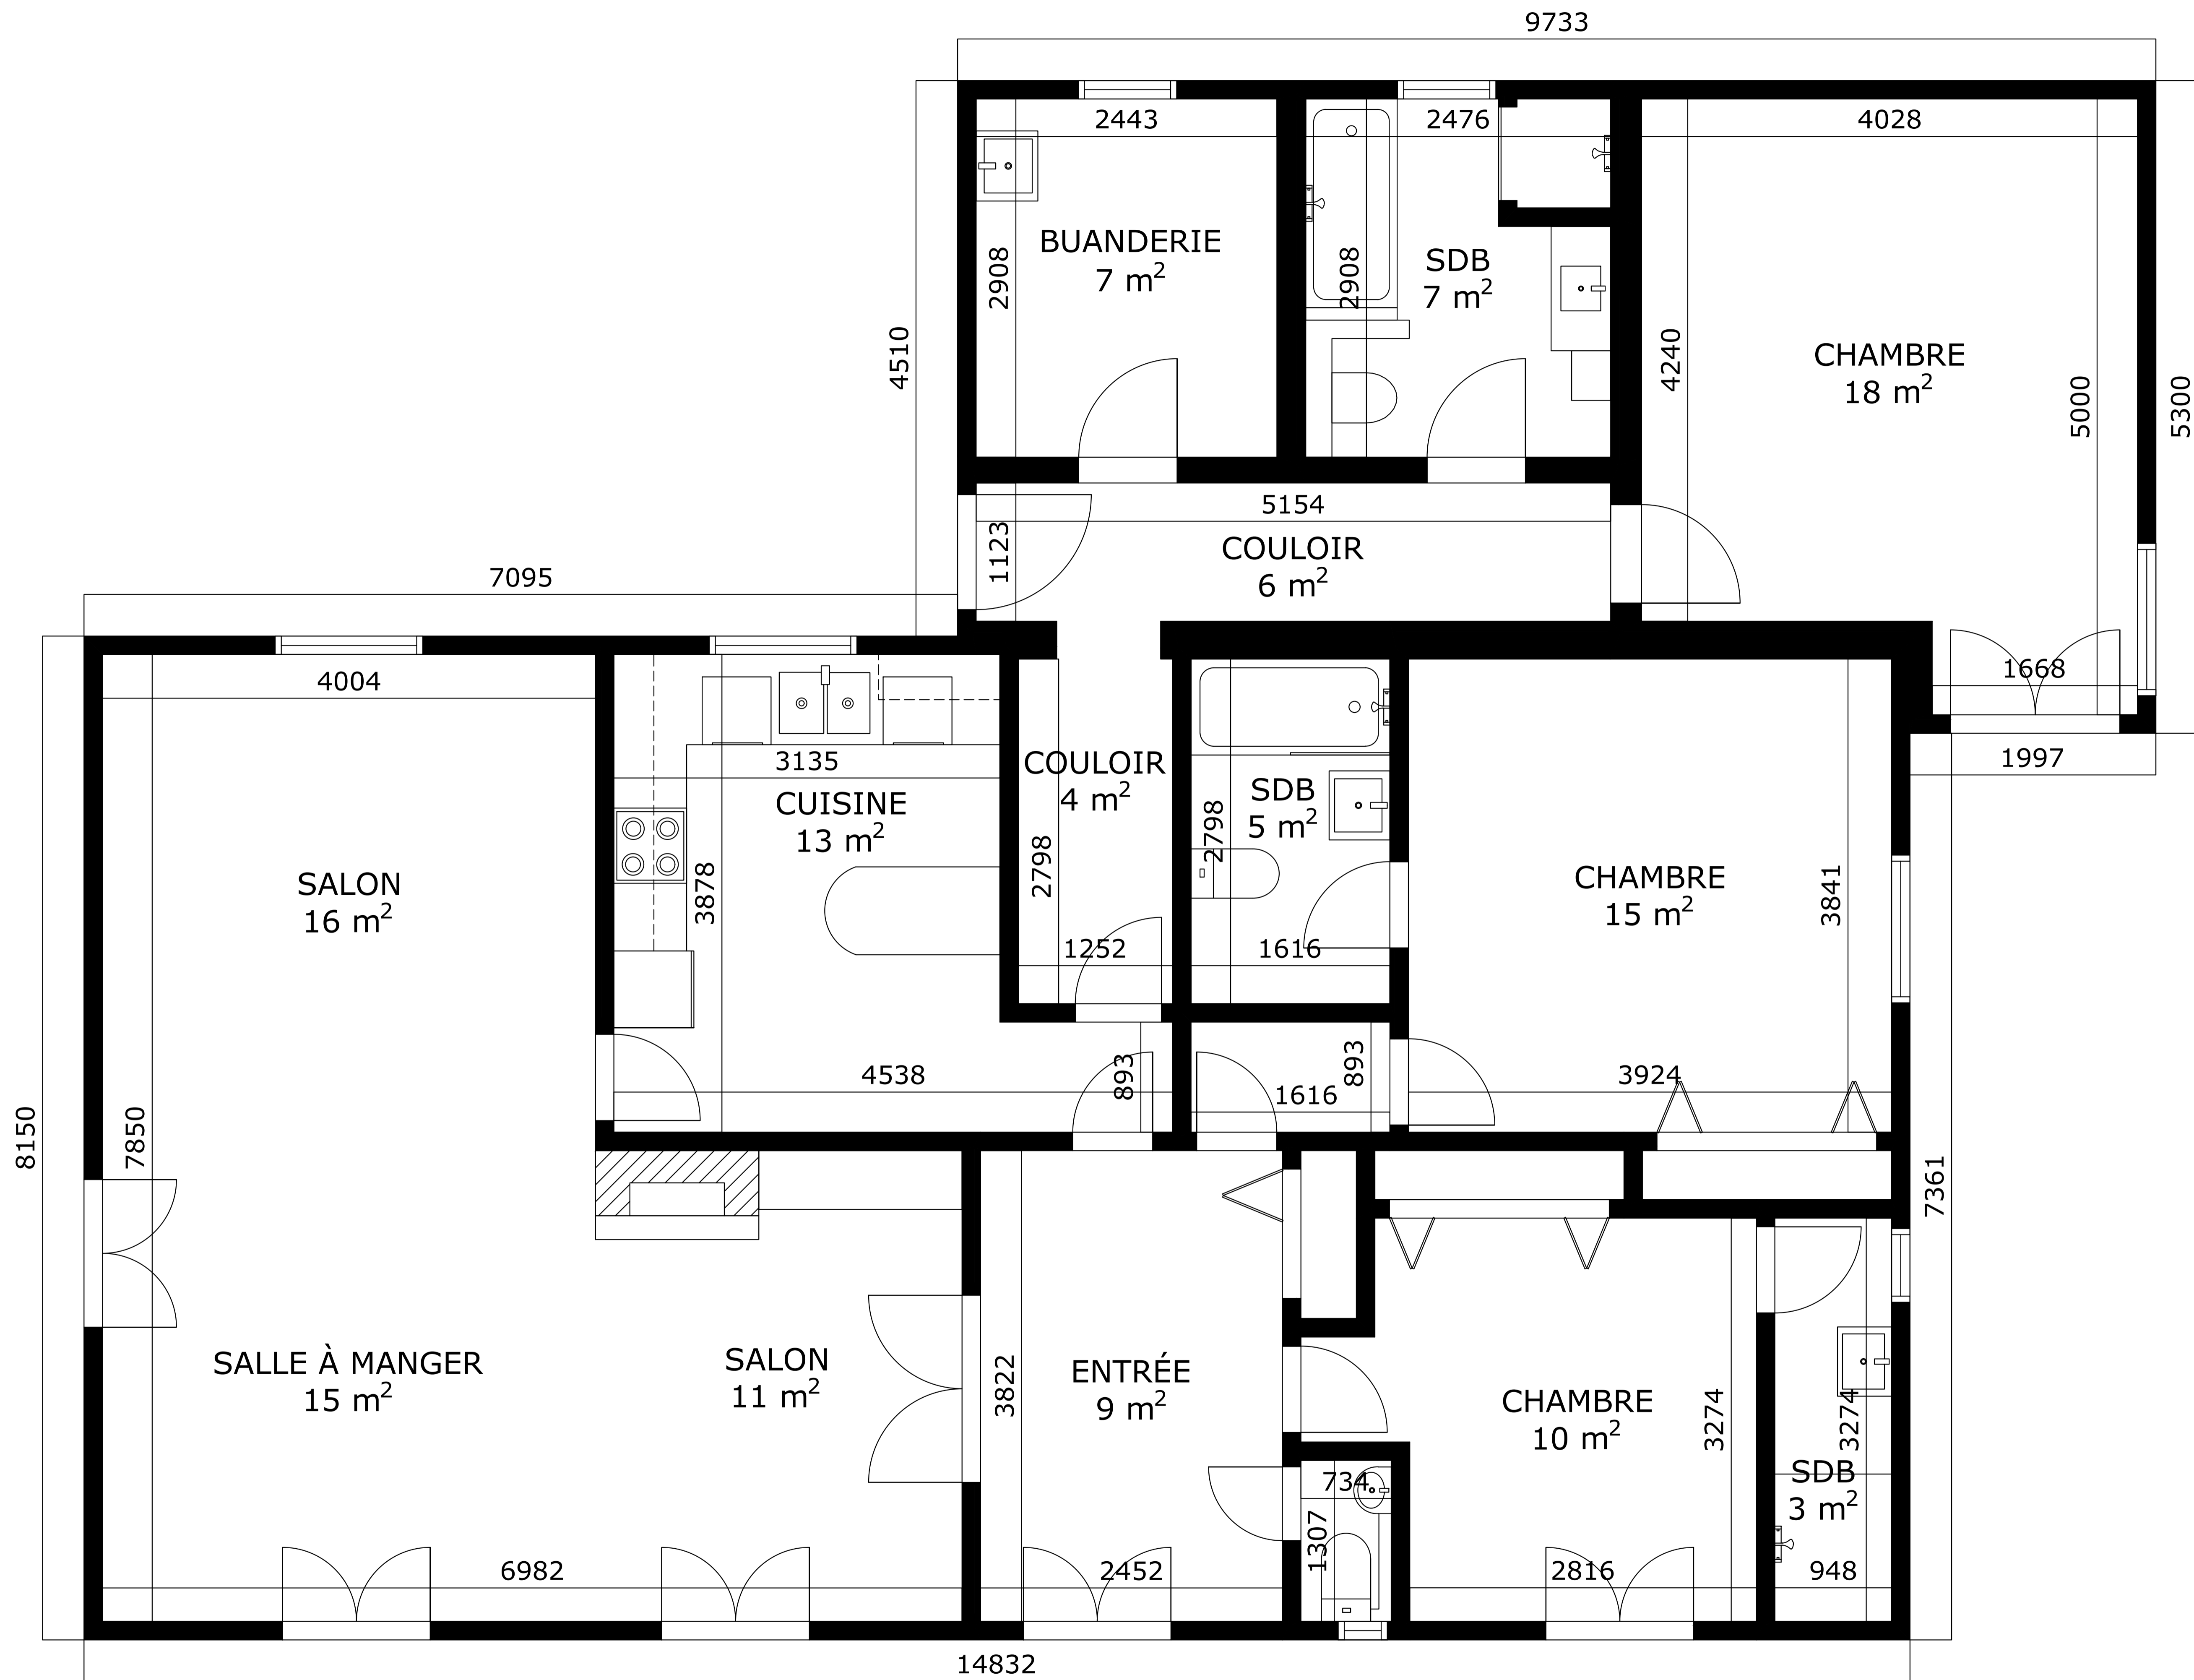 9733
2443
2476
4028
BUANDERIE
7 m²
2908
SDB
7 m²
2908
CHAMBRE
18 m²
4240
5000
5300
4510
5154
COULOIR
6 m²
1123
7095
4004
1668
1997
3135
COULOIR
4 m²
CUISINE
13 m²
SDB
5 m²
2798
2798
3878
SALON
16 m²
CHAMBRE
15 m²
3841
1252
1616
4538
893
893
1616
3924
8150
7850
7361
SALLE À MANGER
15 m²
SALON
11 m²
3822
ENTRÉE
9 m²
CHAMBRE
10 m²
3274
3274
SDB
3 m²
734
1307
6982
2452
2816
948
14832